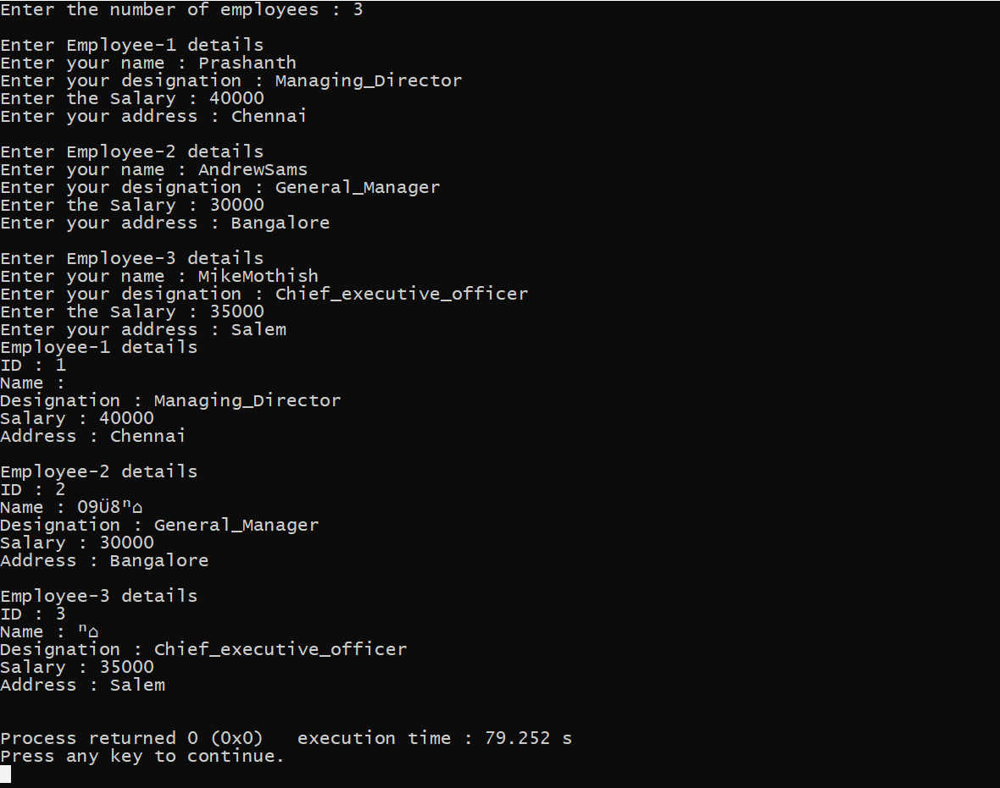 Enter the number of employees : 3
Enter Employee-1 details
Enter your name : Prashanth
Enter your designation : Managing_Director
Enter the Salary : 40000
Enter your address : Chennai
Enter Employee-2 details
Enter your name : AndrewSams
Enter your designation : General_Manager
Enter the Salary : 30000
Enter your address : Bangalore
Enter Employee-3 details
Enter your name : MikeMothish
Enter your designation : Chief_executive_officer
Enter the Salary : 35000
Enter your address : Salem
Employee-1 details
ID : 1
Name :
Designation : Managing_Director
Salary : 40000
Address : Chennai
Employee-2 details
ID : 2
Name : 09Ü8ⁿ⌂
Designation : General_Manager
Salary : 30000
Address : Bangalore
Employee-3 details
ID : 3
Name : ⁿ⌂
Designation : Chief_executive_officer
Salary : 35000
Address : Salem
Process returned 0 (0x0)   execution time : 79.252 s
Press any key to continue.